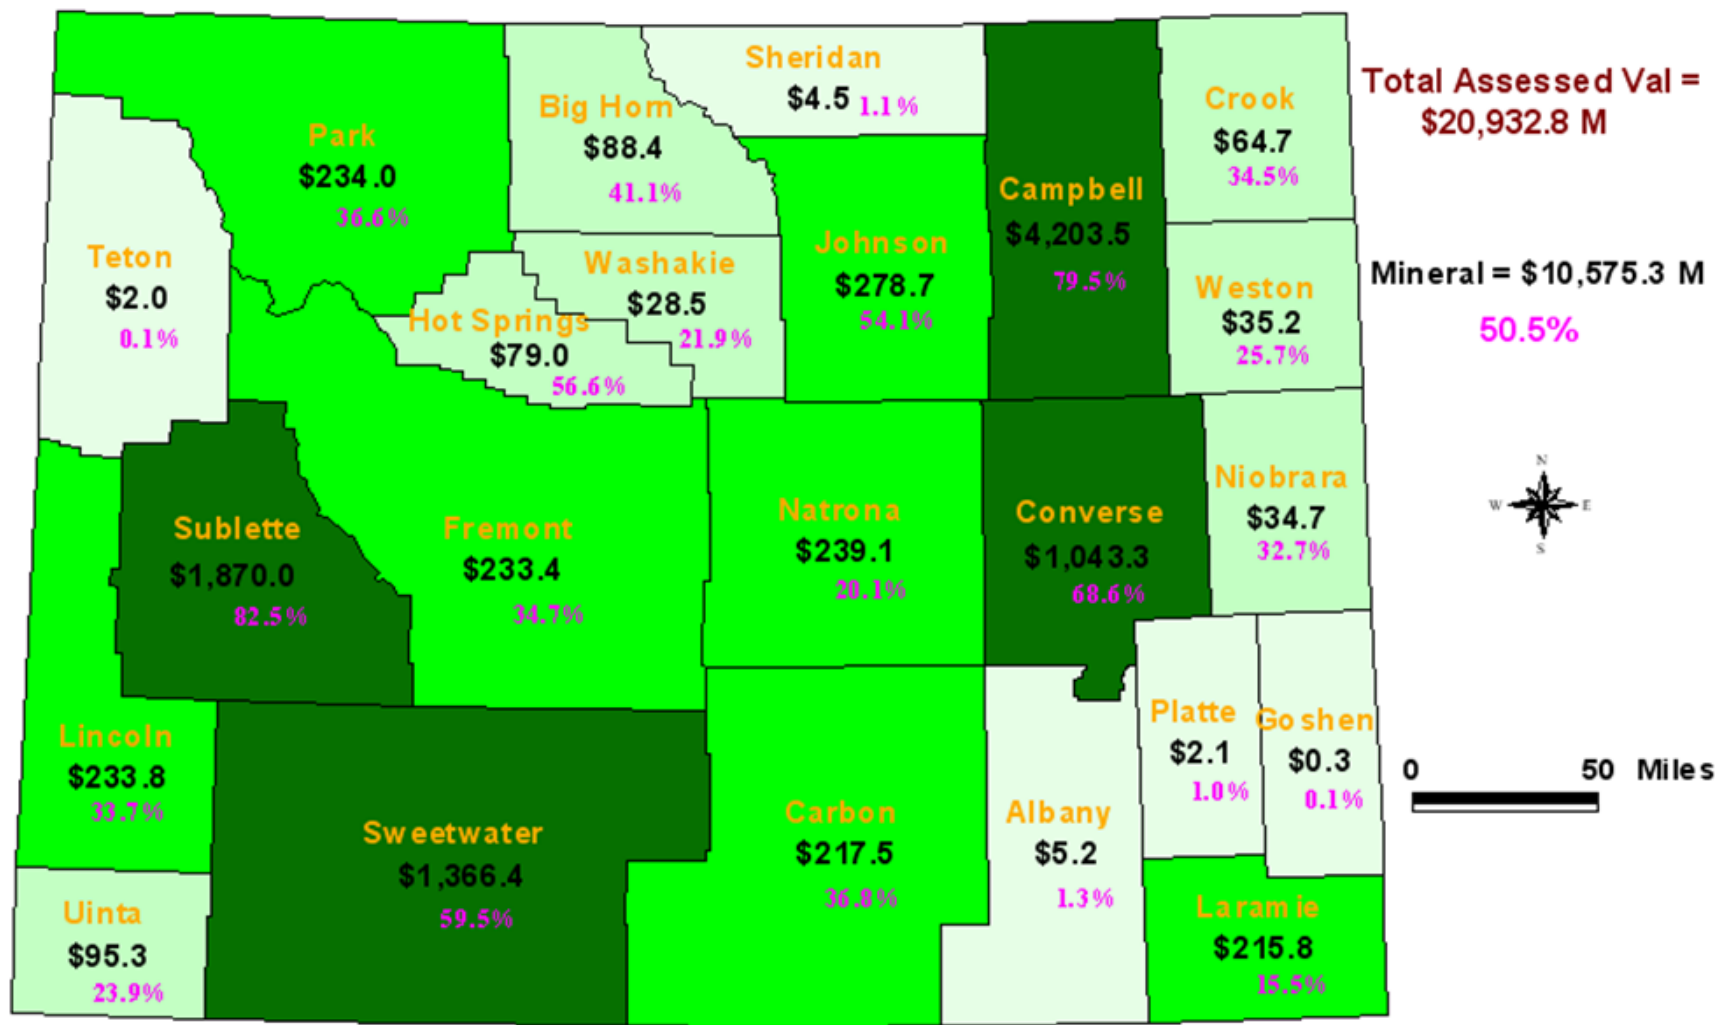 Sheridan
$4.5 1.1%
Total Assessed Val =
$20,932.8 M
Big Horn
$88.4
41.1%
Crook
$64.7
34.5%
Park
$234.0
36.6%
Campbell
$4,203.5
79.5%
Teton
$2.0
0.1%
Washakie
$28.5
21.9%
Johnson
$278.7
54.1%
Mineral = $10,575.3 M
50.5%
Weston
$35.2
25.7%
Hot Springs
$79.0
56.6%
Sublette
$1,870.0
82.5%
Fremont
$233.4
34.7%
Natrona
$239.1
20.1%
Converse
$1,043.3
68.6%
Niobrara
$34.7
32.7%
N
W E
S
Lincoln
$233.8
33.7%
Platte
$2.1
1.0%
Goshen
$0.3
0.1%
0 50 Miles
Sweetwater
$1,366.4
59.5%
Carbon
$217.5
36.8%
Albany
$5.2
1.3%
Uinta
$95.3
23.9%
Laramie
$215.8
15.5%